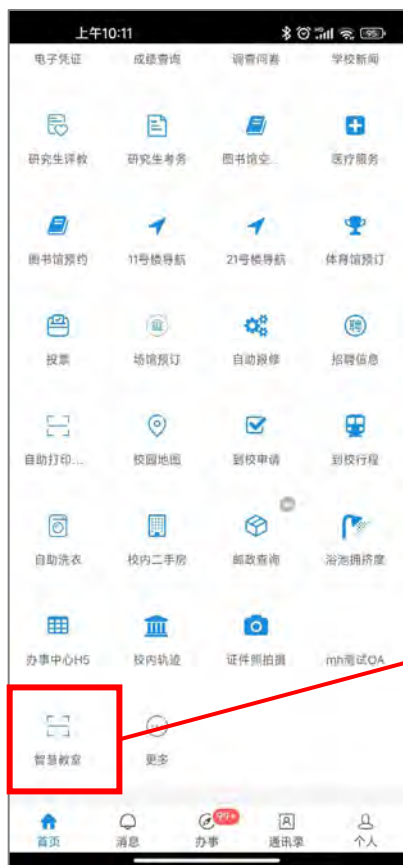 上午10:11 95
电子凭证 成绩查询 调查问卷 学校新闻
研究生评教 研究生考务 图书馆空... 医疗服务
图书馆预约 11号楼导航 21号楼导航 体育馆预订
投票 场馆预订 自助报修 聘 招聘信息
自助打印... 校园地图 到校申请 到校行程
自助洗衣 校内二手房 邮政查询 浴池拥挤度
办事中心H5 校内轨迹 证件照拍摄 mh测试OA
智慧教室 更多
99+
首页 消息 办事 通讯录 个人